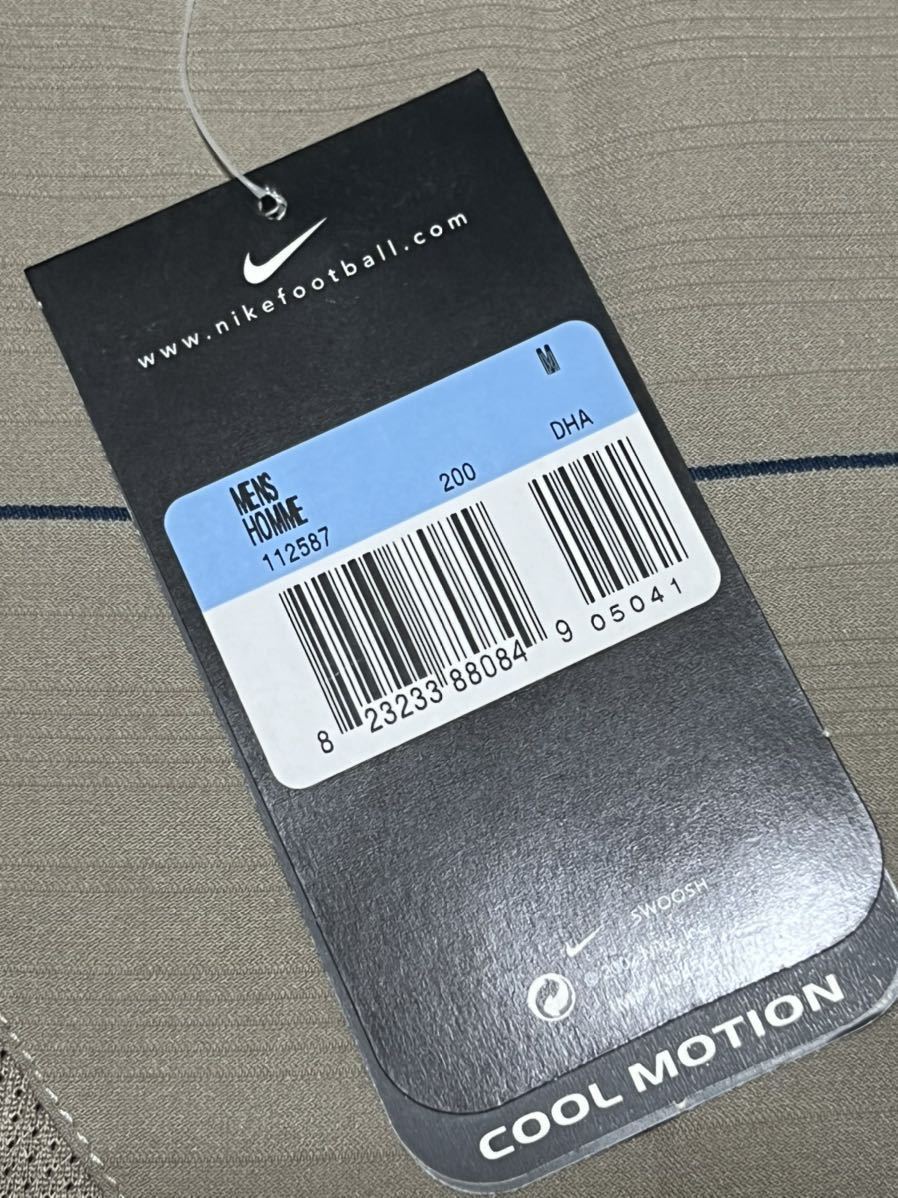 www.nikefootball.com
M
MENS
HOMME
112587 200 DHA
8 23233 88084 9 05041
SWOOSH
COOL MOTION